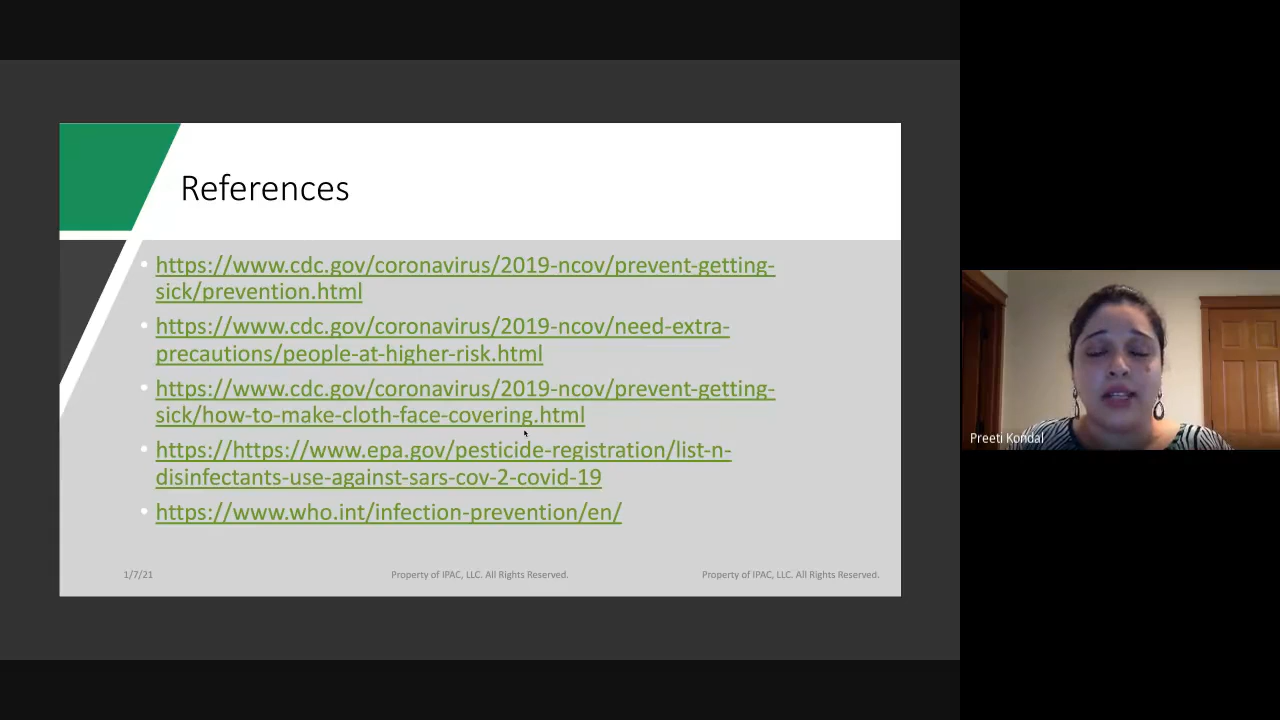 References
https://www.cdc.gov/coronavirus/2019-ncov/prevent-getting-
sick/prevention.html
https://www.cdc.gov/coronavirus/2019-ncov/need-extra-
precautions/people-at-higher-risk.html
https://www.cdc.gov/coronavirus/2019-ncov/prevent-getting-
sick/how-to-make-cloth-face-covering.html
https://https://www.epa.gov/pesticide-registration/list-n-
disinfectants-use-against-sars-cov-2-covid-19
https://www.who.int/infection-prevention/en/
1/7/21
Property of IPAC, LLC. All Rights Reserved.
Property of IPAC, LLC. All Rights Reserved.
Preeti Kondal